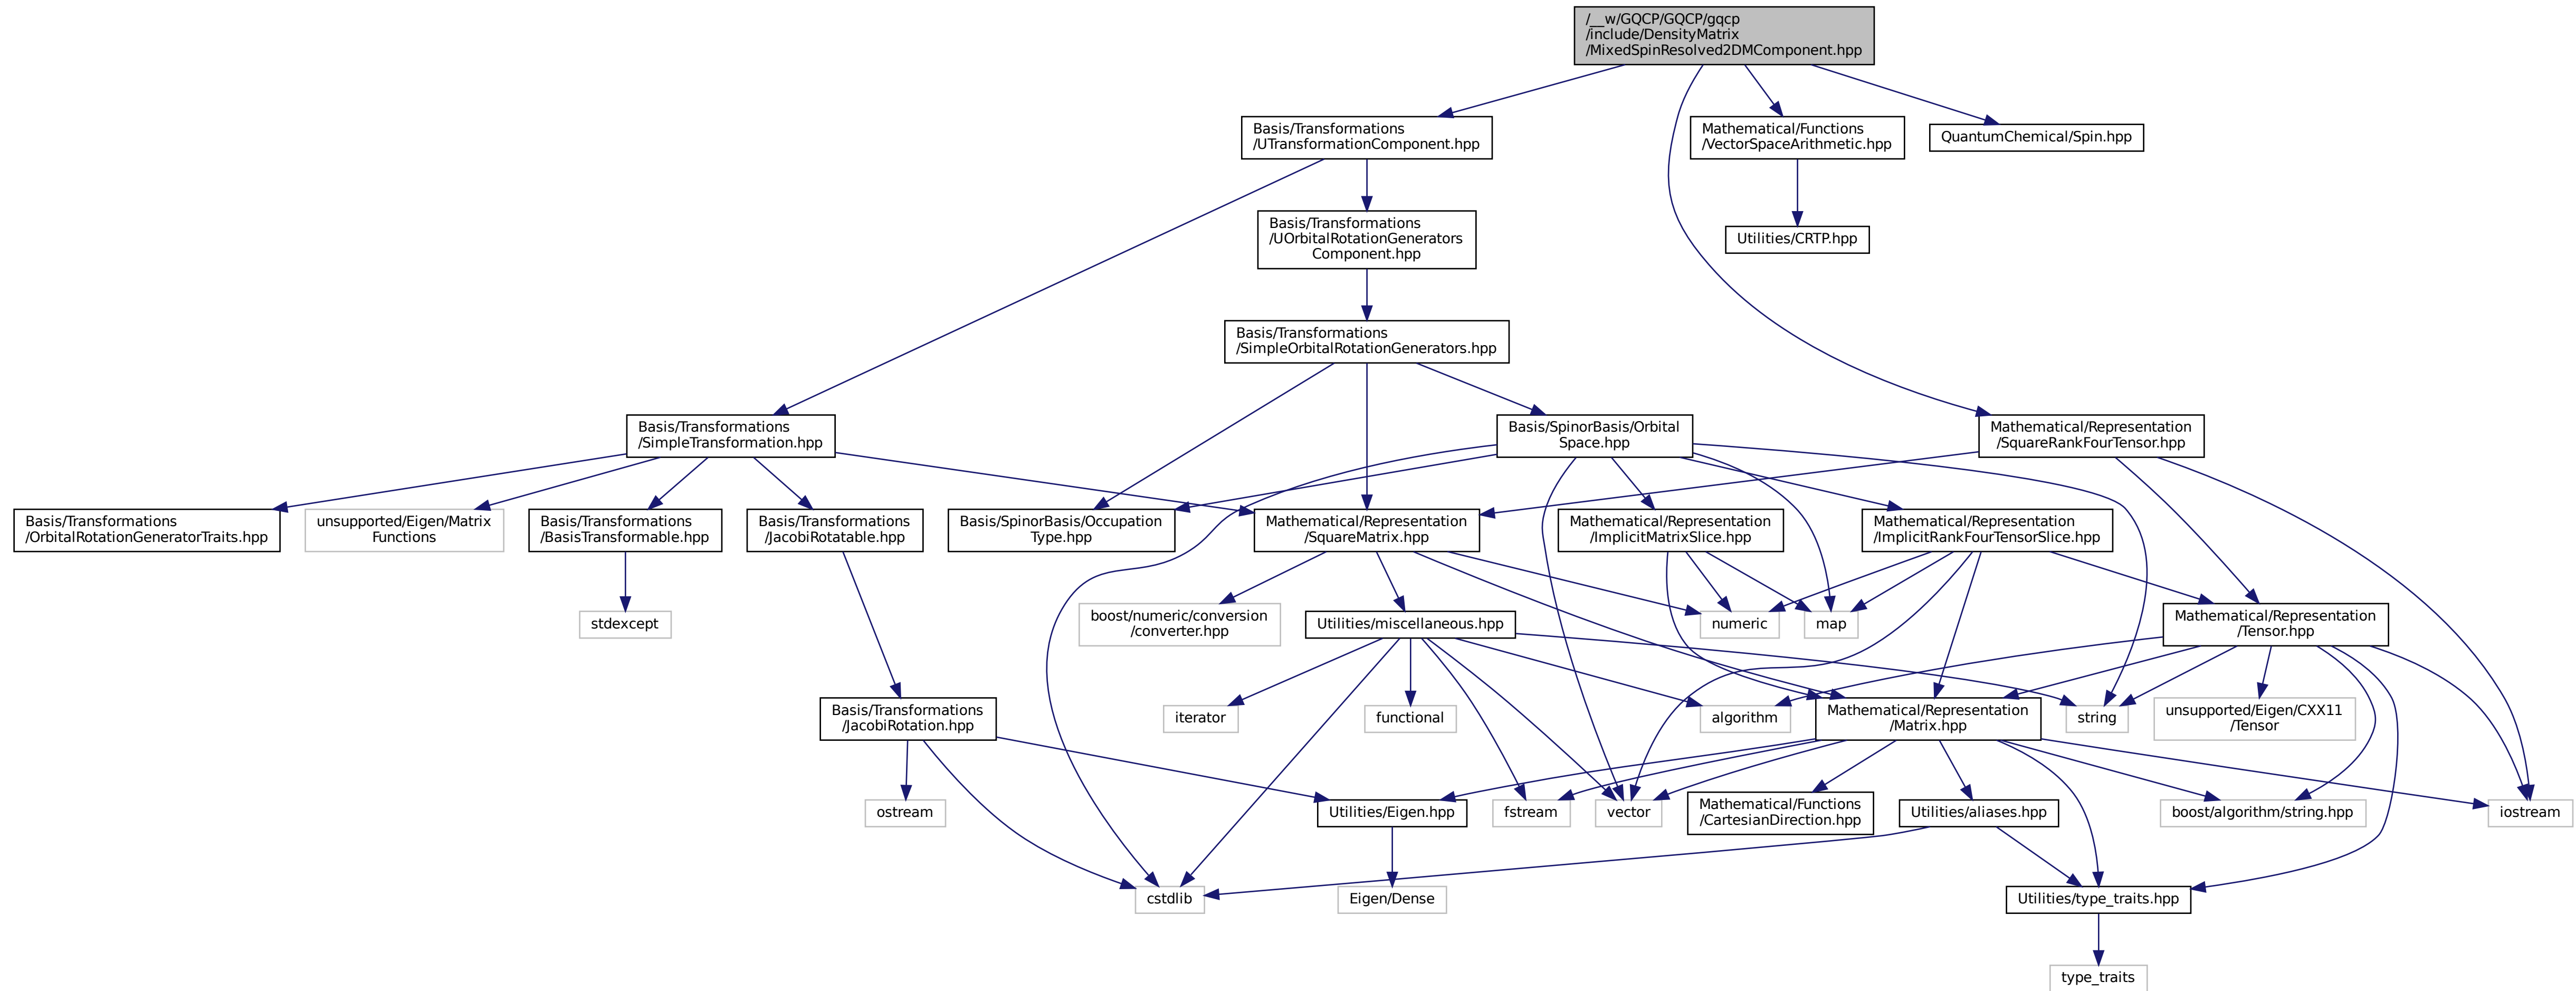 /__w/GQCP/GQCP/gqcp
/include/DensityMatrix
/MixedSpinResolved2DMComponent.hpp
Basis/Transformations
/UTransformationComponent.hpp
Mathematical/Functions
/VectorSpaceArithmetic.hpp
QuantumChemical/Spin.hpp
Basis/Transformations
/UOrbitalRotationGenerators
Component.hpp
Utilities/CRTP.hpp
Basis/Transformations
/SimpleOrbitalRotationGenerators.hpp
Basis/Transformations
/SimpleTransformation.hpp
Basis/SpinorBasis/Orbital
Space.hpp
Mathematical/Representation
/SquareRankFourTensor.hpp
Basis/Transformations
/OrbitalRotationGeneratorTraits.hpp
unsupported/Eigen/Matrix
Functions
Basis/Transformations
/BasisTransformable.hpp
Basis/Transformations
/JacobiRotatable.hpp
Basis/SpinorBasis/Occupation
Type.hpp
Mathematical/Representation
/SquareMatrix.hpp
Mathematical/Representation
/ImplicitMatrixSlice.hpp
Mathematical/Representation
/ImplicitRankFourTensorSlice.hpp
stdexcept
boost/numeric/conversion
/converter.hpp
Utilities/miscellaneous.hpp
numeric
map
Mathematical/Representation
/Tensor.hpp
Basis/Transformations
/JacobiRotation.hpp
iterator
functional
algorithm
Mathematical/Representation
/Matrix.hpp
string
unsupported/Eigen/CXX11
/Tensor
ostream
Utilities/Eigen.hpp
fstream
vector
Mathematical/Functions
/CartesianDirection.hpp
Utilities/aliases.hpp
boost/algorithm/string.hpp
iostream
cstdlib
Eigen/Dense
Utilities/type_traits.hpp
type_traits